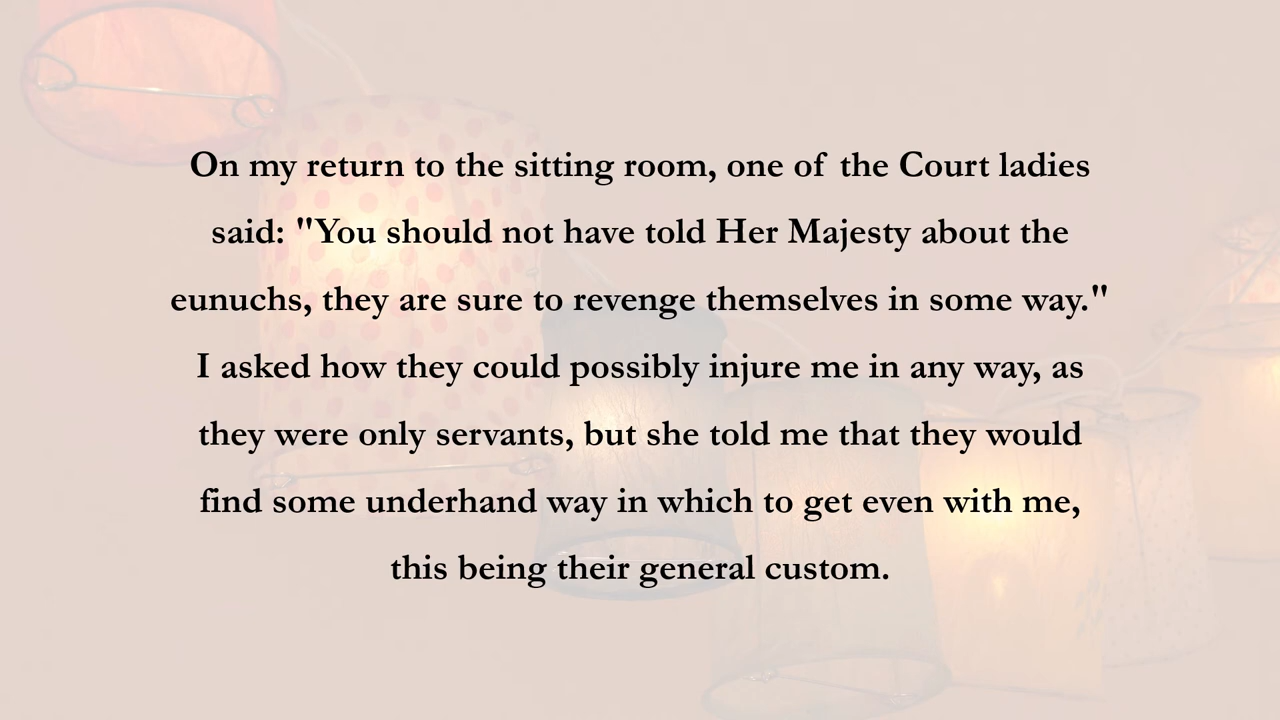 On my return to the sitting room, one of the Court ladies
said: "You should not have told Her Majesty about the
eunuchs, they are sure to revenge themselves in some way."
I asked how they could possibly injure me in any way, as
they were only servants, but she told me that they would
find some underhand way in which to get even with me,
this being their general custom.